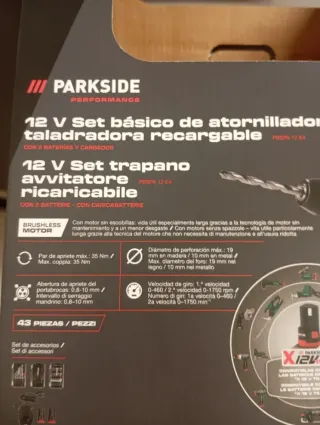 /// PARKSIDE
PERFORMANCE
12 V Set básico de atornillador
taladradora recargable
CON 2 BATERÍAS Y CARGADOR
12 V Set trapano
avvitatore
ricaricabile
CON 2 BATTERIE - CON CARICABATTERIE
BRUSHLESS
MOTOR
Con motor sin escobillas: vida útil especialmente larga gracias a la tecnología de motor sin
mantenimiento y a un menor desgaste / Con motore senza spazzole – vita utile particolarmente
lunga grazie alla tecnica del motore che non necessita di manutenzione e all'usura ridotta
Par de apriete máx.: 35 Nm /
Max. coppia: 35 Nm
Diámetro de perforación máx.: 19
mm en madera / 10 mm en metal /
Max. diametro del foro: 19 mm nel
legno / 10 mm nel metallo
Abertura de apriete del
portabrocas: 0,8-10 mm /
Intervallo di serraggio
mandrino: 0,8-10 mm
Velocidad de giro: 1.ª velocidad
0-460 / 2.ª velocidad 0-1750 rpm /
Numero di giri: 1a velocità 0-460 /
2a velocità 0-1750 min⁻¹
43 PIEZAS / PEZZI
Set de accesorios /
Set di accessori
PARKSIDE
X12V